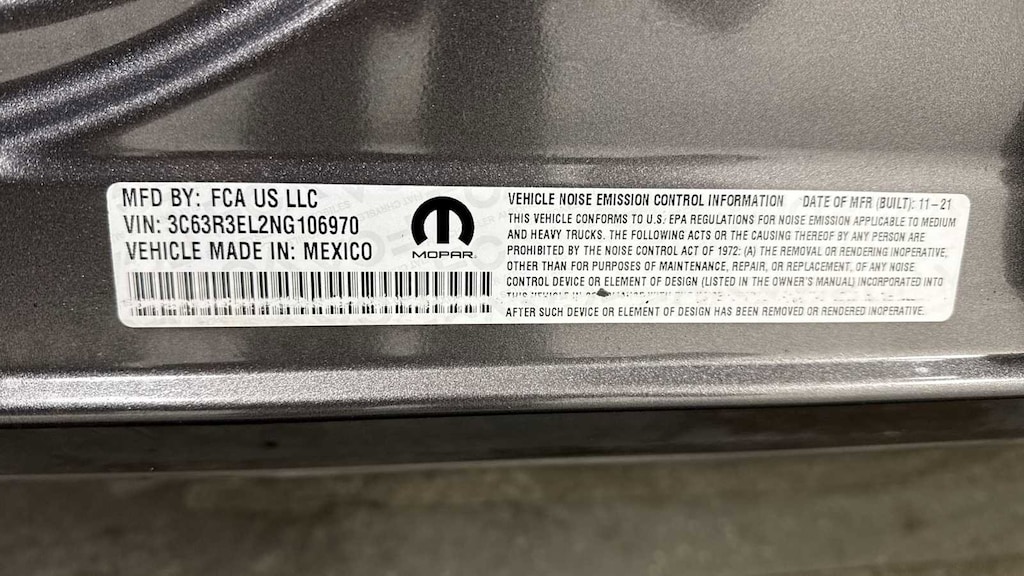 MFD BY: FCA US LLC
VIN: 3C63R3EL2NG106970
VEHICLE MADE IN: MEXICO
MOPAR
VEHICLE NOISE EMISSION CONTROL INFORMATION DATE OF MFR (BUILT): 11-21
THIS VEHICLE CONFORMS TO U.S. EPA REGULATIONS FOR NOISE EMISSION APPLICABLE TO MEDIUM
AND HEAVY TRUCKS. THE FOLLOWING ACTS OR THE CAUSING THEREOF BY ANY PERSON ARE
PROHIBITED BY THE NOISE CONTROL ACT OF 1972: (A) THE REMOVAL OR RENDERING INOPERATIVE,
OTHER THAN FOR PURPOSES OF MAINTENANCE, REPAIR, OR REPLACEMENT, OF ANY NOISE
CONTROL DEVICE OR ELEMENT OF DESIGN (LISTED IN THE OWNER'S MANUAL) INCORPORATED INTO
THIS VEHICLE IN
AFTER SUCH DEVICE OR ELEMENT OF DESIGN HAS BEEN REMOVED OR RENDERED INOPERATIVE.